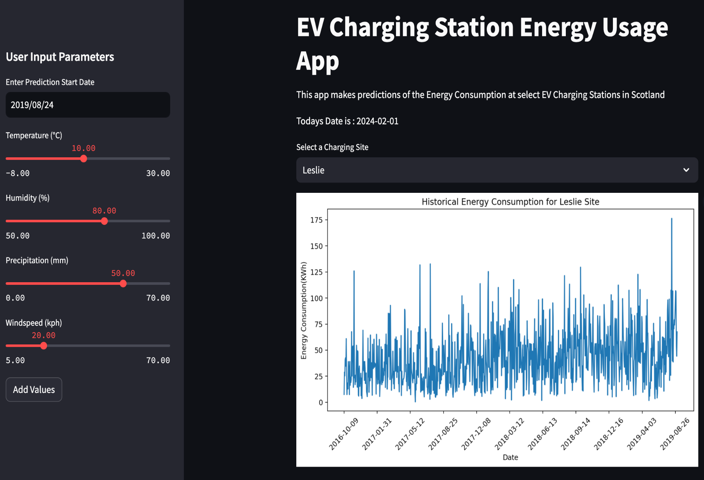 User Input Parameters
Enter Prediction Start Date
2019/08/24
Temperature (°C)
10.00
-8.00 30.00
Humidity (%)
80.00
50.00 100.00
Precipitation (mm)
50.00
0.00 70.00
Windspeed (kph)
20.00
5.00 70.00
Add Values
EV Charging Station Energy Usage
App
This app makes predictions of the Energy Consumption at select EV Charging Stations in Scotland
Todays Date is : 2024-02-01
Select a Charging Site
Leslie
Historical Energy Consumption for Leslie Site
Energy Consumption(KWh)
175
150
125
100
75
50
25
0
2016-10-09 2017-01-31 2017-05-12 2017-08-25 2017-12-08 2018-03-12 2018-06-13 2018-09-14 2018-12-16 2019-04-03 2019-08-26
Date